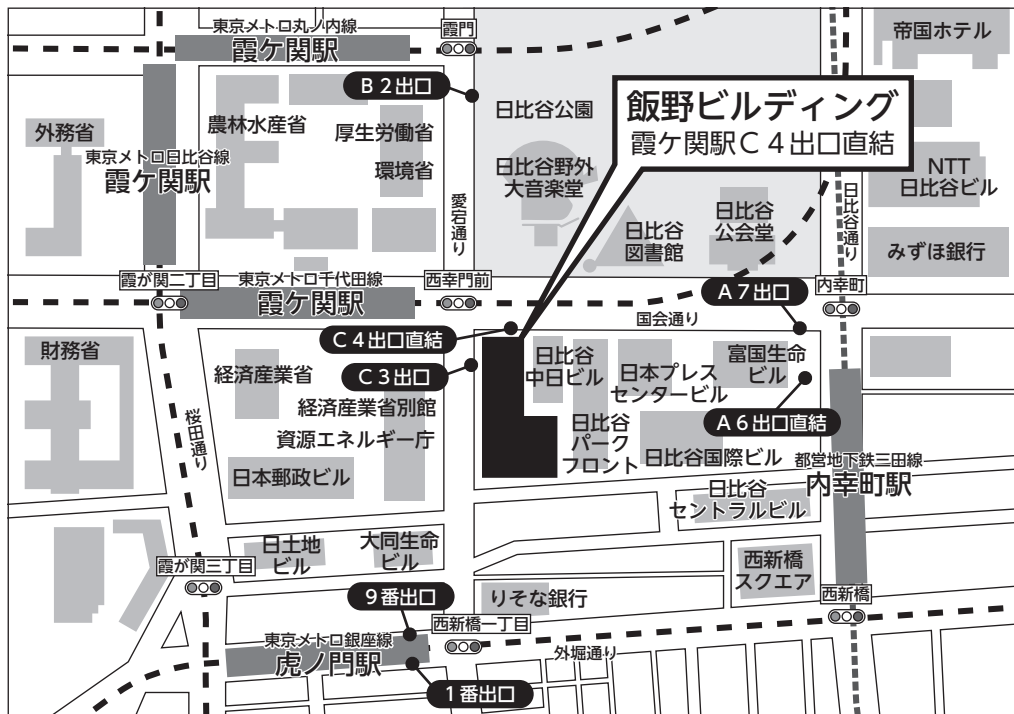 東京メトロ丸ノ内線
霞ケ関駅
霞門
帝国ホテル
B2出口
飯野ビルディング
霞ケ関駅C4出口直結
日比谷公園
農林水産省
厚生労働省
外務省
東京メトロ日比谷線
霞ケ関駅
環境省
日比谷野外
大音楽堂
NTT
日比谷ビル
愛宕通り
日比谷通り
日比谷
公会堂
日比谷
図書館
みずほ銀行
霞が関二丁目
東京メトロ千代田線
霞ケ関駅
西幸門前
A7出口
内幸町
国会通り
C4出口直結
財務省
経済産業省
C3出口
日比谷
中日ビル
日本プレス
センタービル
富国生命
ビル
経済産業省別館
桜田通り
資源エネルギー庁
日比谷
パーク
フロント
A6出口直結
日比谷国際ビル
都営地下鉄三田線
内幸町駅
日本郵政ビル
日比谷
セントラルビル
日土地
ビル
大同生命
ビル
霞が関三丁目
西新橋
スクエア
9番出口
りそな銀行
西新橋
西新橋一丁目
東京メトロ銀座線
虎ノ門駅
外堀通り
1番出口